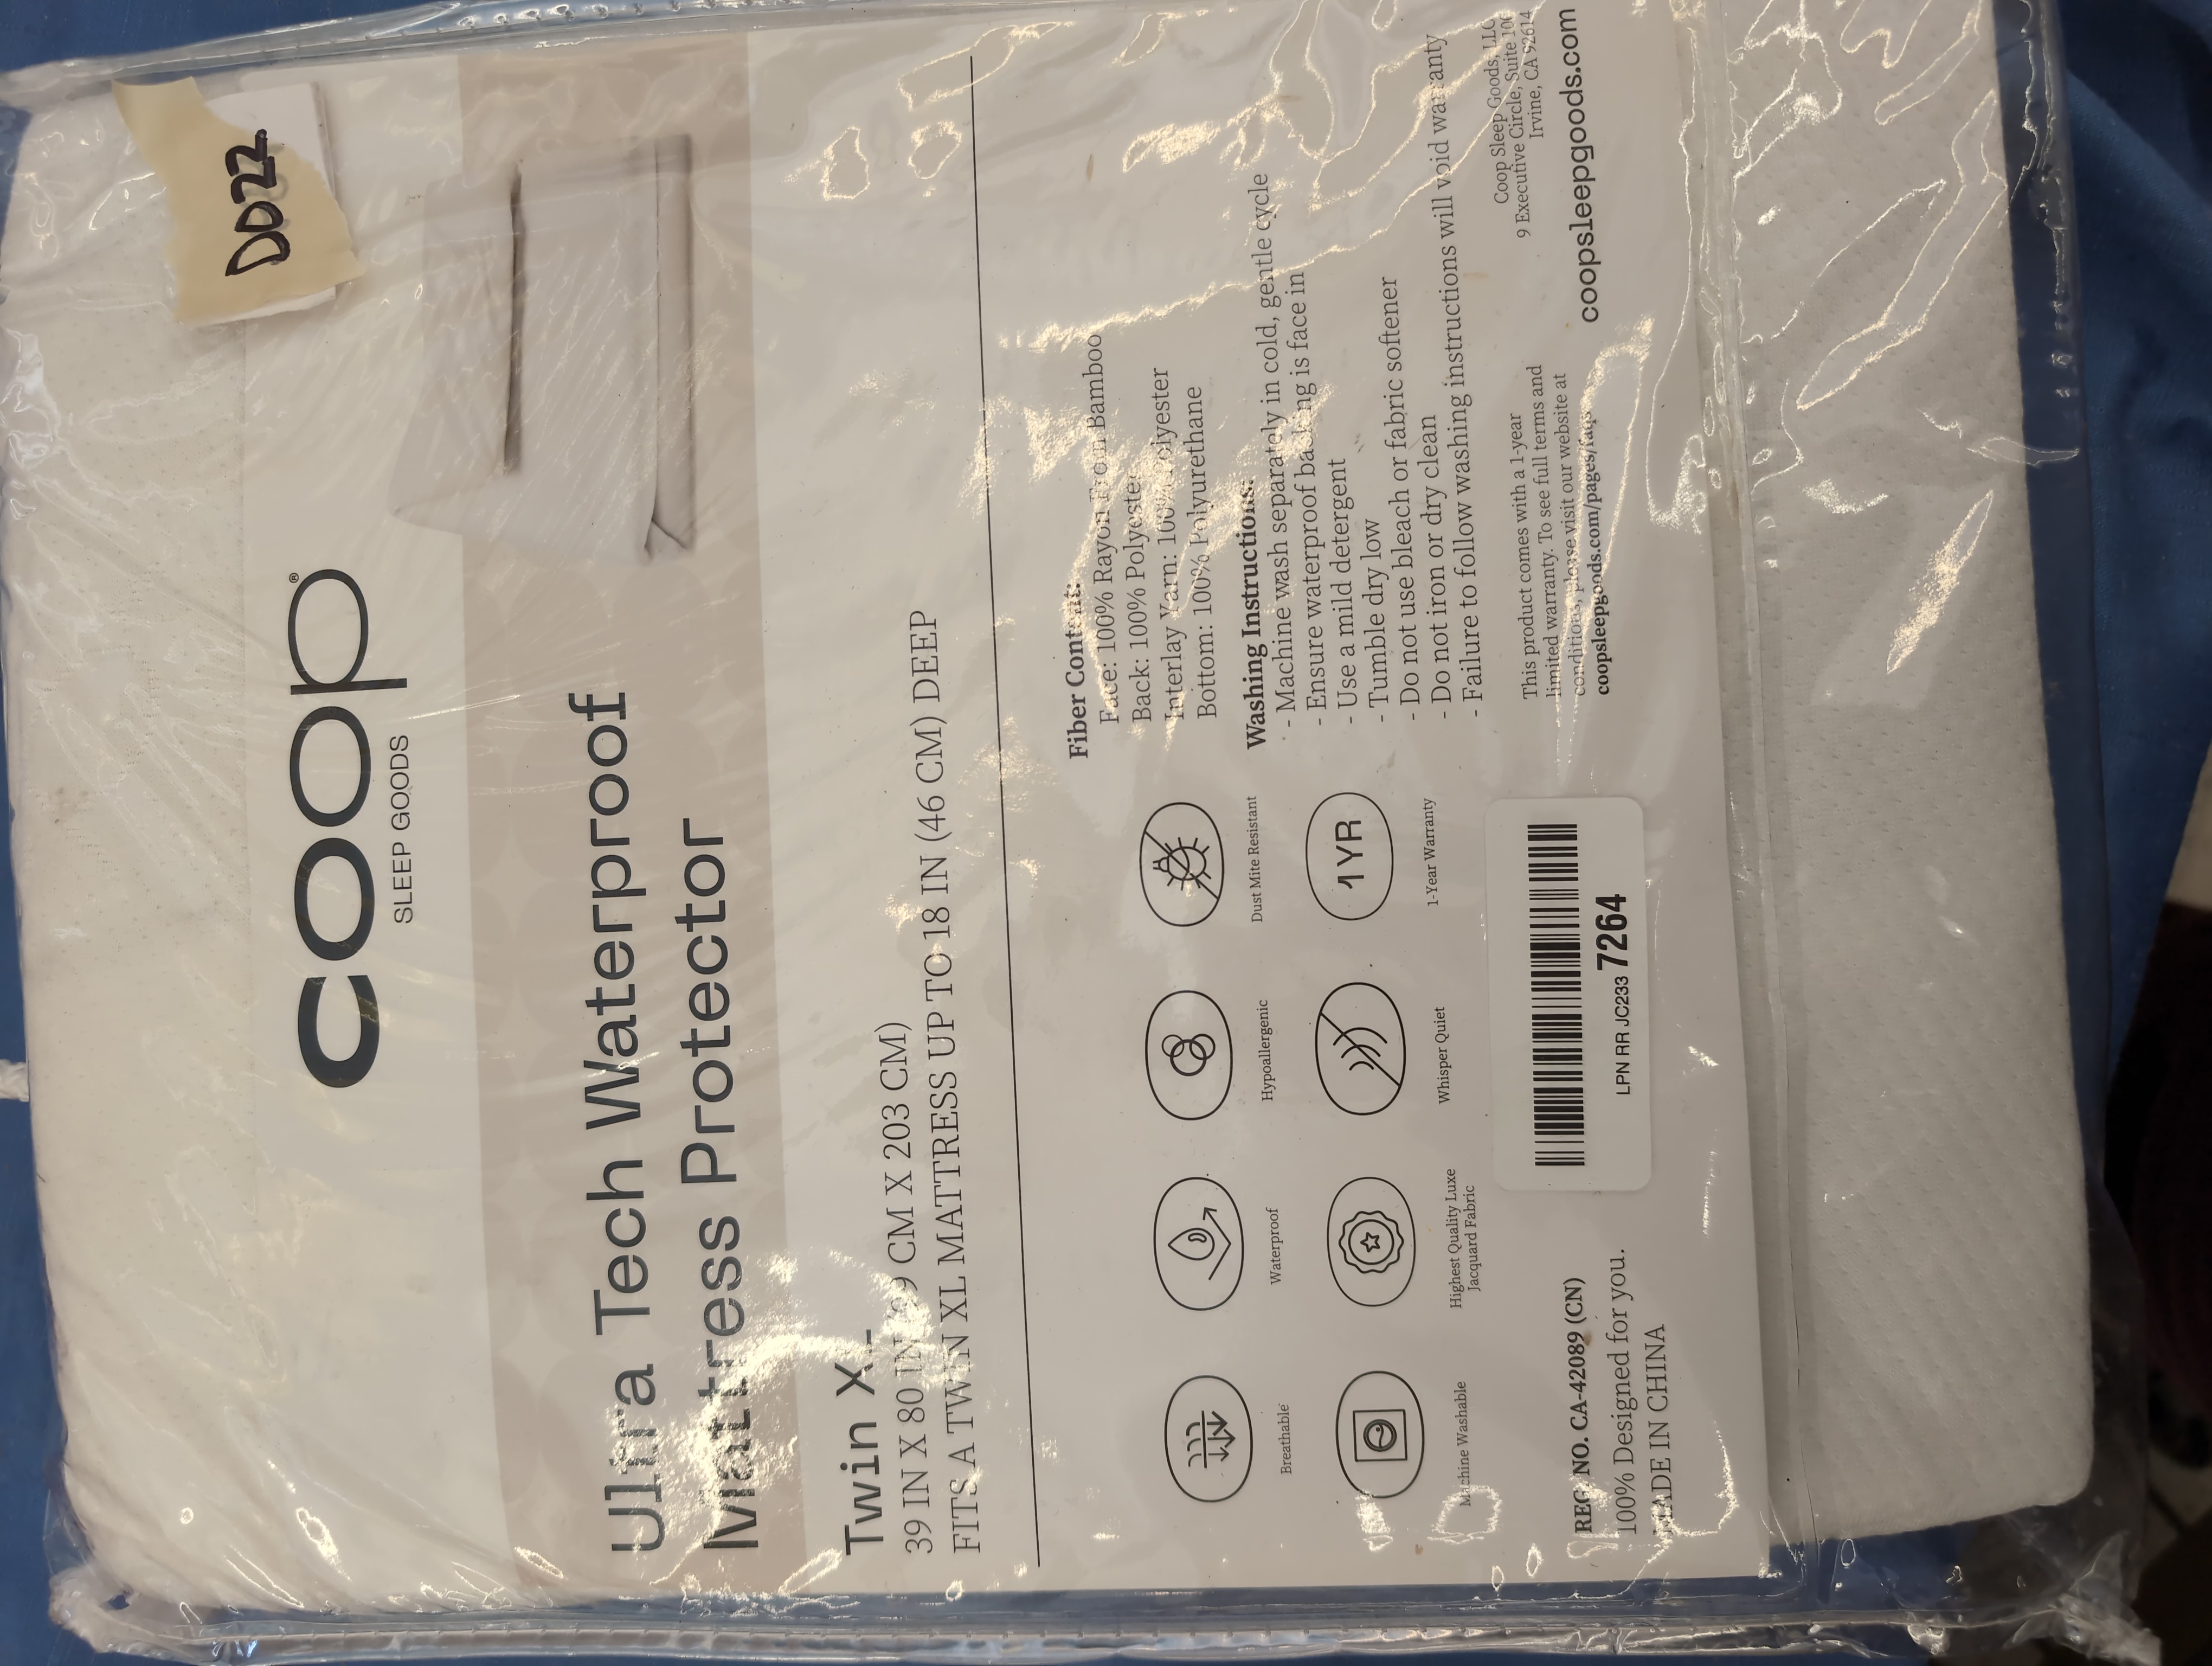 DD22
coop®
SLEEP GOODS
Ultra Tech Waterproof
Mattress Protector
Twin XL
39 IN X 80 IN (99 CM X 203 CM)
FITS A TWIN XL MATTRESS UP TO 18 IN (46 CM) DEEP
Breathable
Waterproof
Hypoallergenic
Dust Mite Resistant
Machine Washable
Highest Quality Luxe
Jacquard Fabric
Whisper Quiet
1 YR
1-Year Warranty
Fiber Content:
Face: 100% Rayon From Bamboo
Back: 100% Polyester
Interlay Yarn: 100% Polyester
Bottom: 100% Polyurethane
Washing Instructions:
- Machine wash separately in cold, gentle cycle
- Ensure waterproof backing is face in
- Use a mild detergent
- Tumble dry low
- Do not use bleach or fabric softener
- Do not iron or dry clean
- Failure to follow washing instructions will void warranty
REG. NO. CA-42089 (CN)
100% Designed for you.
MADE IN CHINA
LPN RR JC233 7264
This product comes with a 1-year
limited warranty. To see full terms and
conditions, please visit our website at
coopsleepgoods.com/pages/faqs
Coop Sleep Goods, LLC
9 Executive Circle, Suite 100
Irvine, CA 92614
coopsleepgoods.com